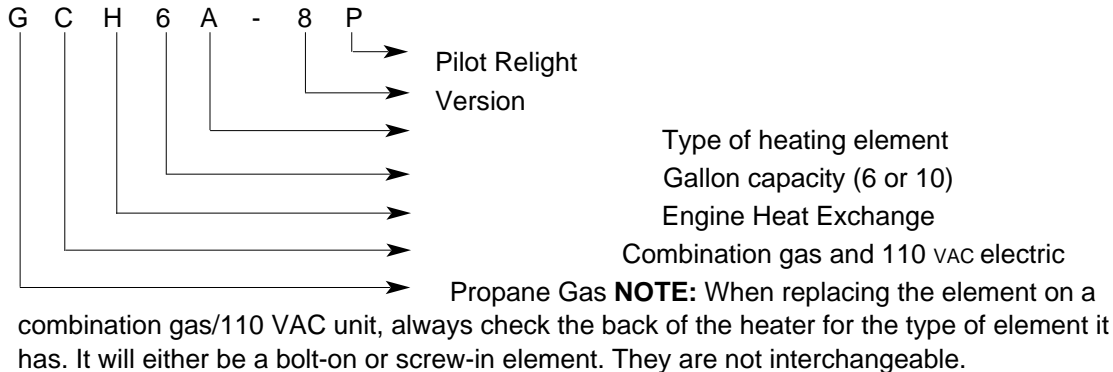 G C H 6 A - 8 P
Pilot Relight
Version
Type of heating element
Gallon capacity (6 or 10)
Engine Heat Exchange
Combination gas and 110 VAC electric
Propane Gas NOTE: When replacing the element on a
combination gas/110 VAC unit, always check the back of the heater for the type of element it
has. It will either be a bolt-on or screw-in element. They are not interchangeable.